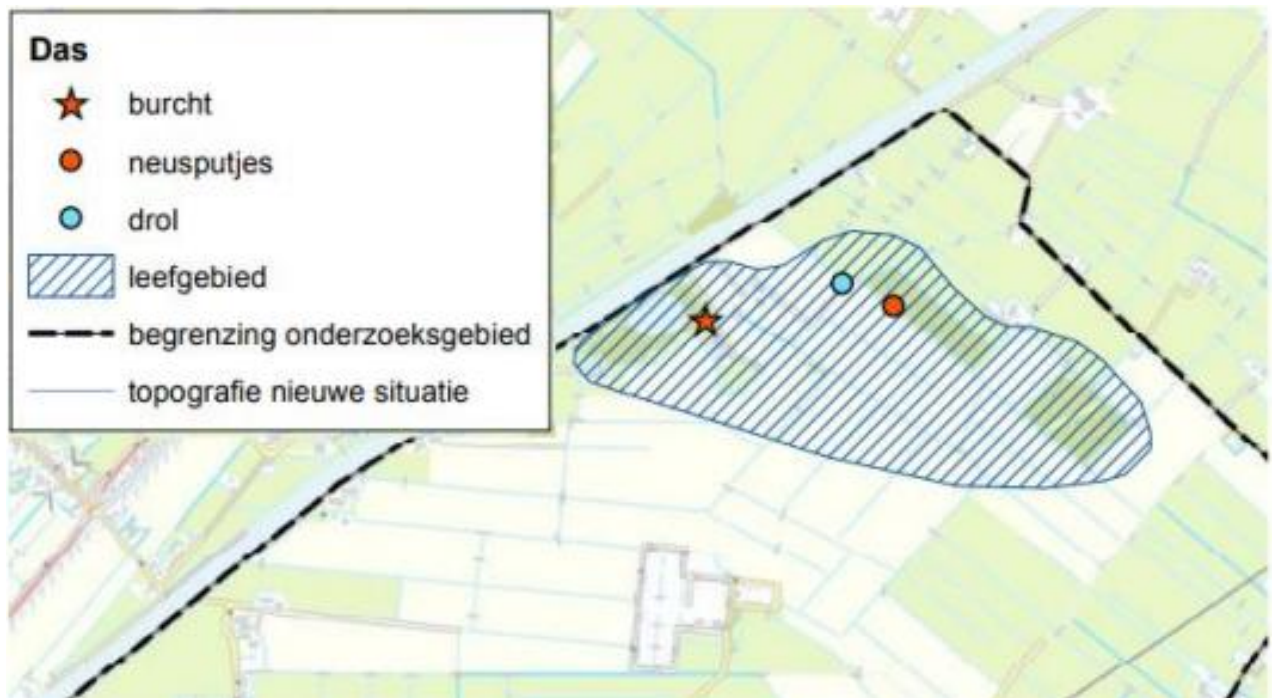 Das
burcht
neusputjes
drol
leefgebied
begrenzing onderzoeksgebied
topografie nieuwe situatie